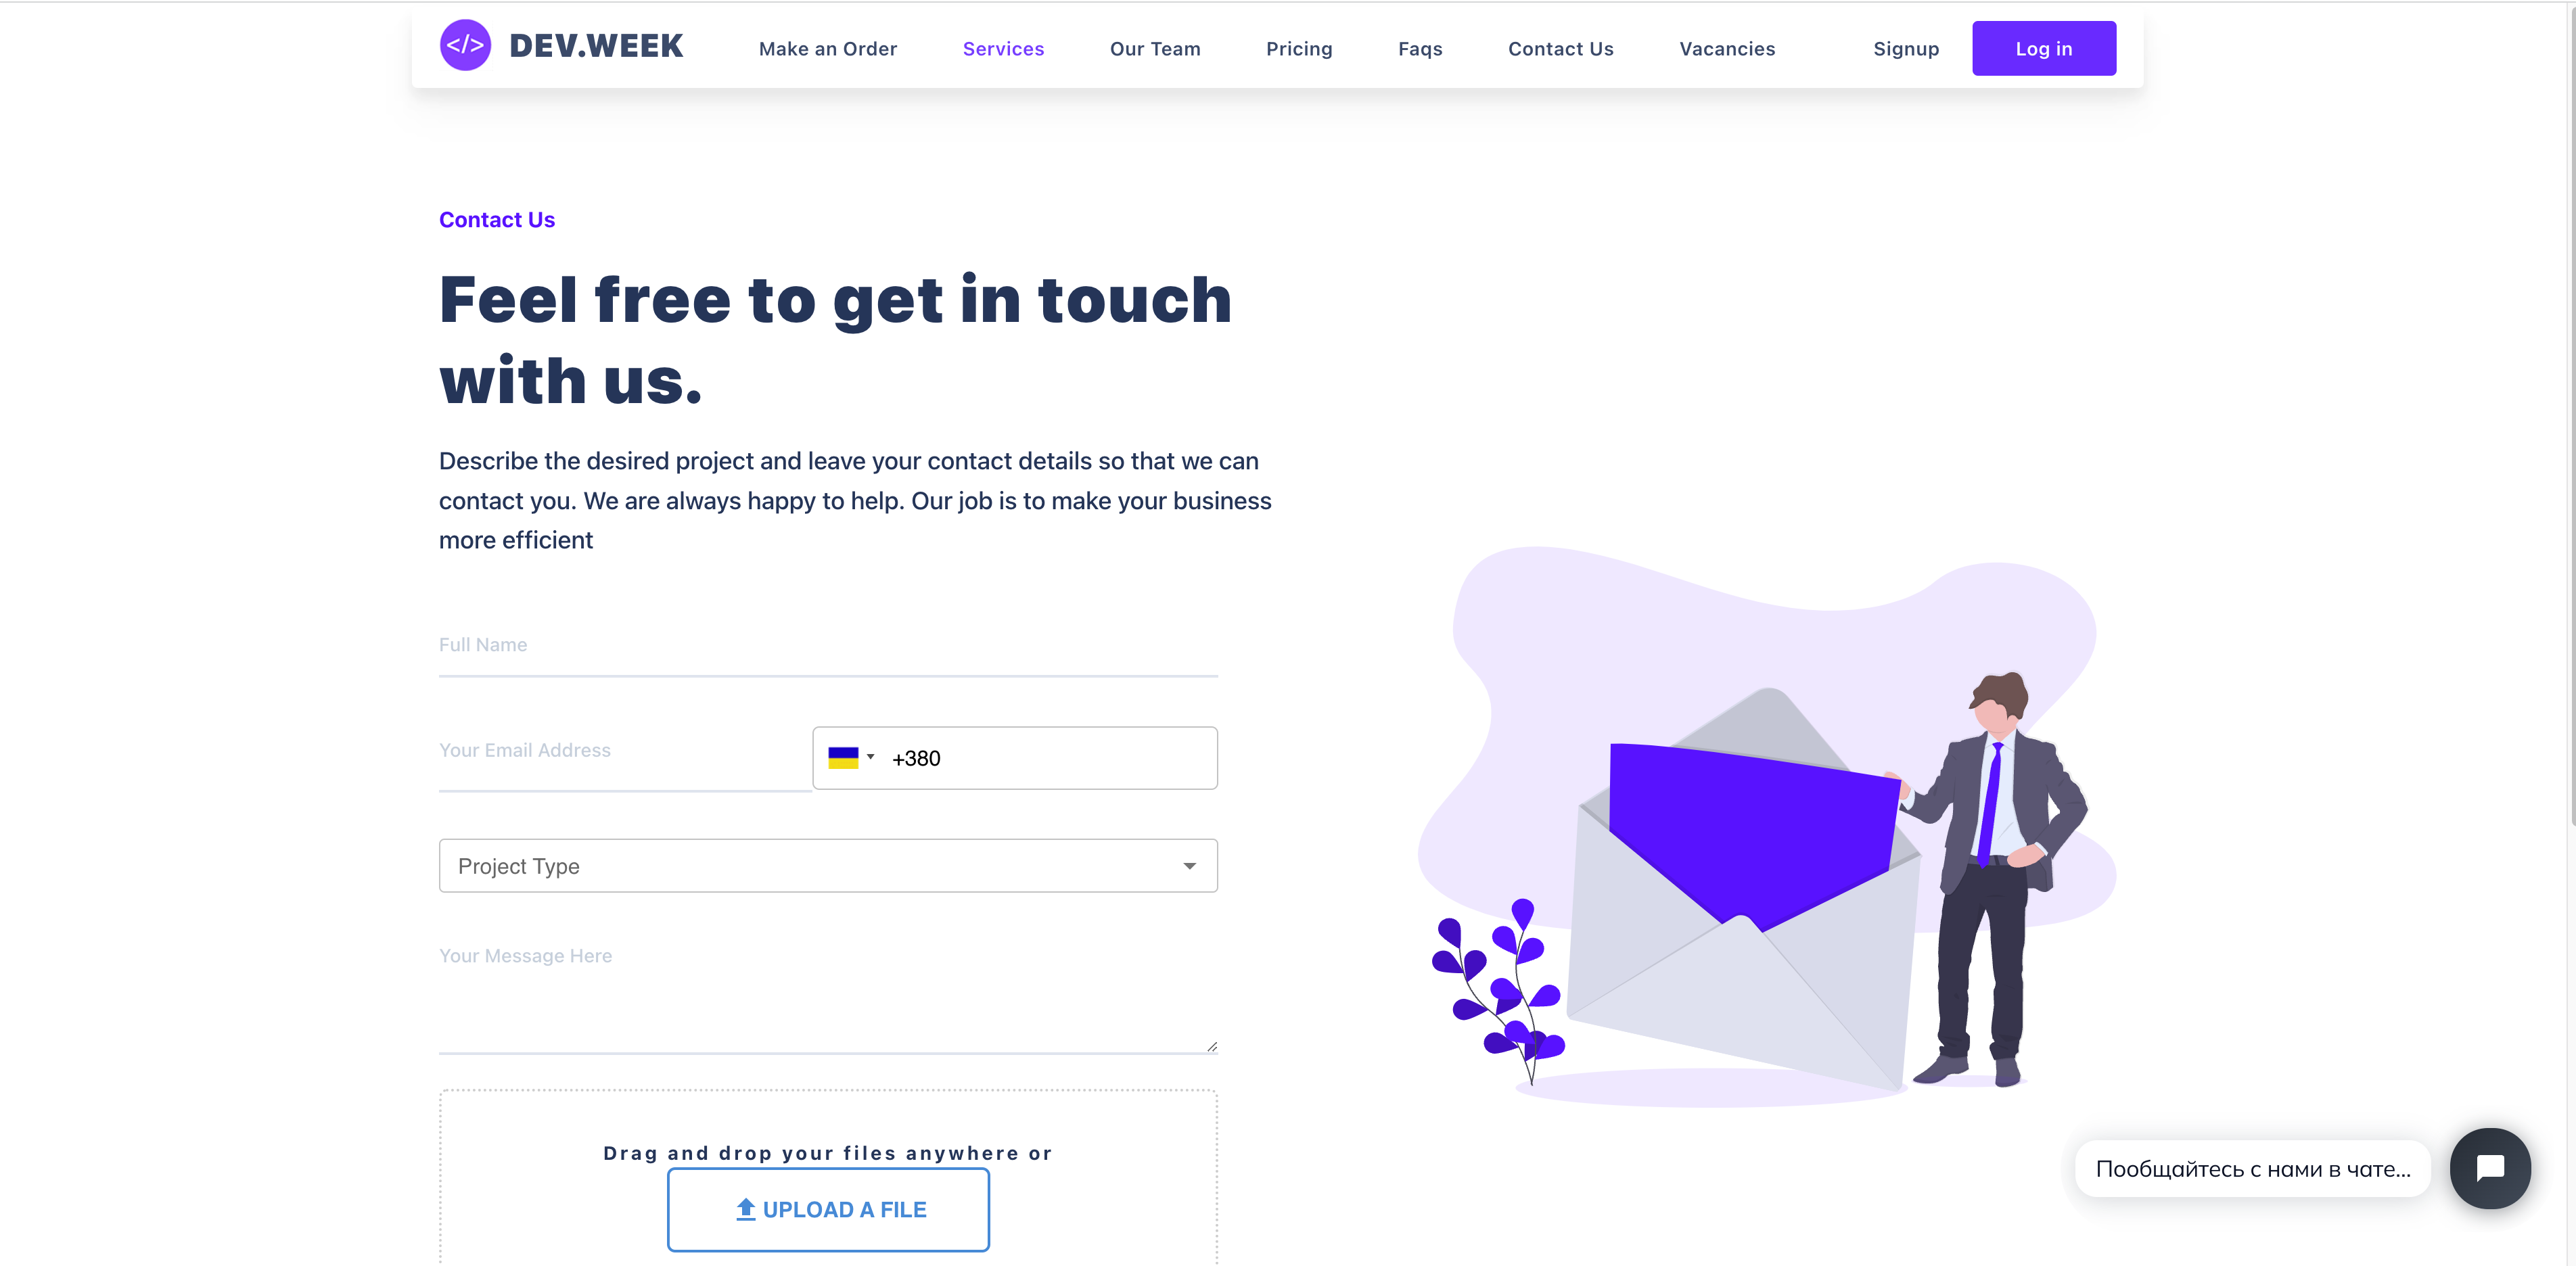 </> DEV.WEEK Make an Order Services Our Team Pricing Faqs Contact Us Vacancies Signup Log in
Contact Us
Feel free to get in touch
with us.
Describe the desired project and leave your contact details so that we can
contact you. We are always happy to help. Our job is to make your business
more efficient
Full Name
Your Email Address +380
Project Type
Your Message Here
Drag and drop your files anywhere or
UPLOAD A FILE
Пообщайтесь с нами в чате...